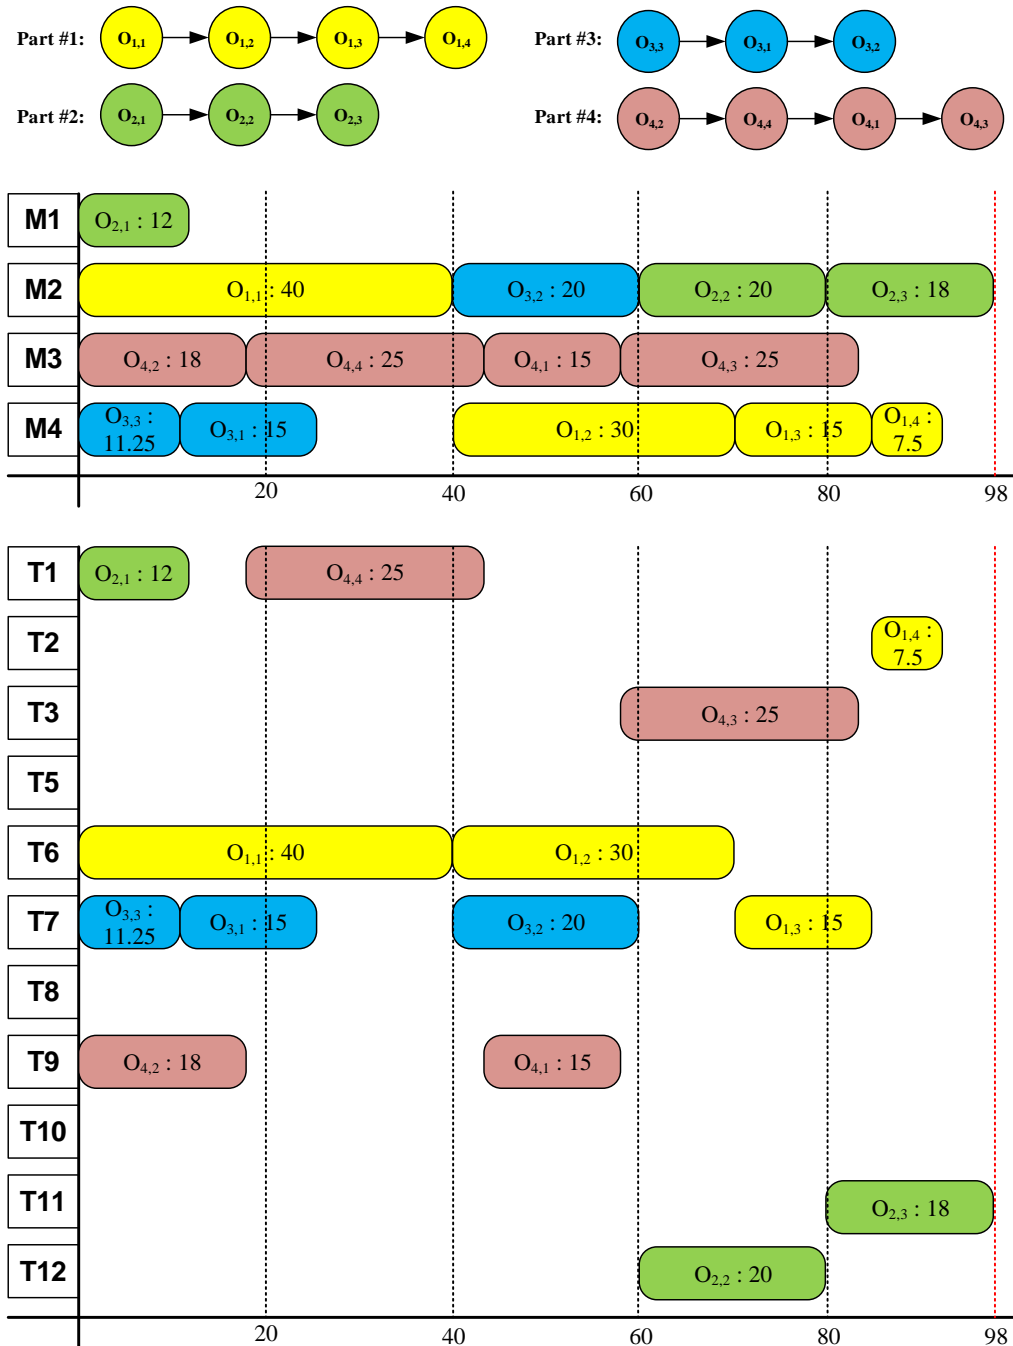 Part #1: O1,1 O1,2 O1,3 O1,4
Part #3: O3,3 O3,1 O3,2
Part #2: O2,1 O2,2 O2,3
Part #4: O4,2 O4,4 O4,1 O4,3
M1 O2,1 : 12
M2 O1,1 : 40 O3,2 : 20 O2,2 : 20 O2,3 : 18
M3 O4,2 : 18 O4,4 : 25 O4,1 : 15 O4,3 : 25
M4 O3,3 : 11.25 O3,1 : 15 O1,2 : 30 O1,3 : 15 O1,4 : 7.5
20 40 60 80 98
T1 O2,1 : 12 O4,4 : 25
T2 O1,4 : 7.5
T3 O4,3 : 25
T5
T6 O1,1 : 40 O1,2 : 30
T7 O3,3 : 11.25 O3,1 : 15 O3,2 : 20 O1,3 : 15
T8
T9 O4,2 : 18 O4,1 : 15
T10
T11 O2,3 : 18
T12 O2,2 : 20
20 40 60 80 98